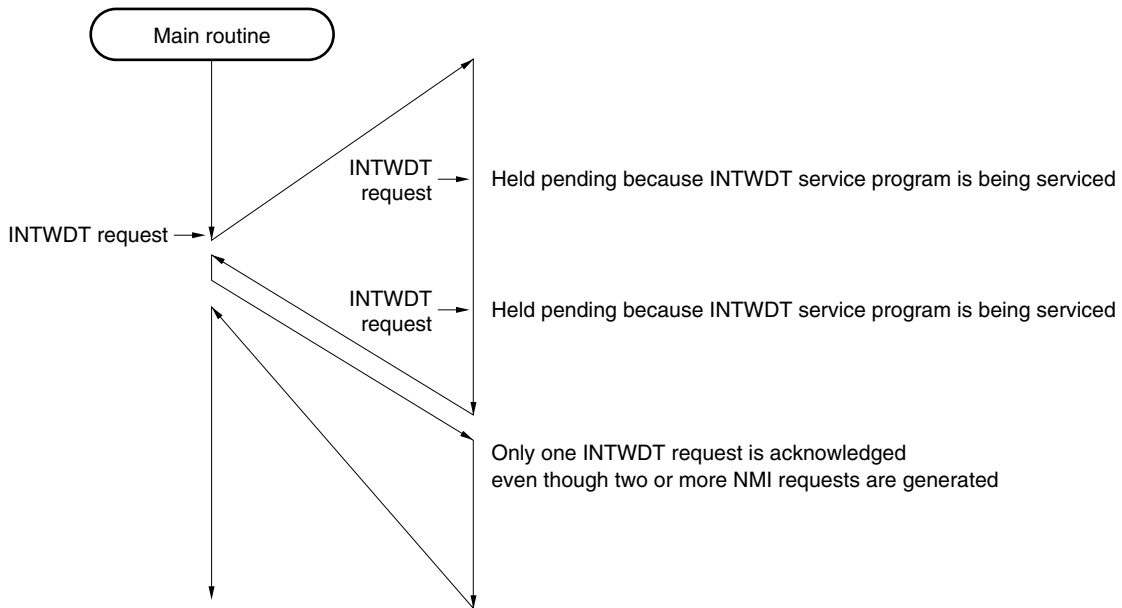 Main routine
INTWDT
request
Held pending because INTWDT service program is being serviced
INTWDT request
INTWDT
request
Held pending because INTWDT service program is being serviced
Only one INTWDT request is acknowledged
even though two or more NMI requests are generated